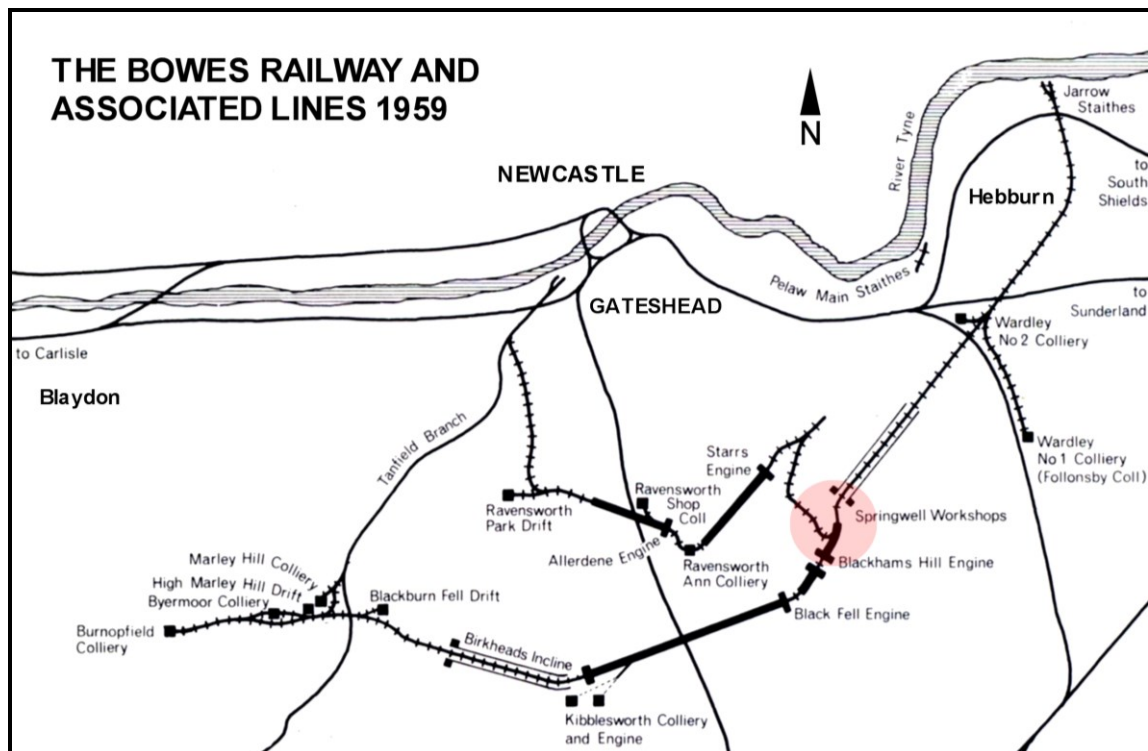 THE BOWES RAILWAY AND
ASSOCIATED LINES 1959
N
Jarrow
Staithes
River Tyne
to
South
Shields
NEWCASTLE
Hebburn
Pelaw Main Staithes
GATESHEAD
to
Sunderland
to Carlisle
Wardley
No 2 Colliery
Blaydon
Tanfield Branch
Starrs
Engine
Wardley
No 1 Colliery
(Follonsby Coll)
Ravensworth
Shop
Coll
Ravensworth
Park Drift
Springwell Workshops
Allerdene Engine
Ravensworth
Ann Colliery
Blackhams Hill Engine
Marley Hill Colliery
High Marley Hill Drift
Byermoor Colliery
Blackburn Fell Drift
Black Fell Engine
Burnopfield
Colliery
Birkheads Incline
Kibblesworth Colliery
and Engine